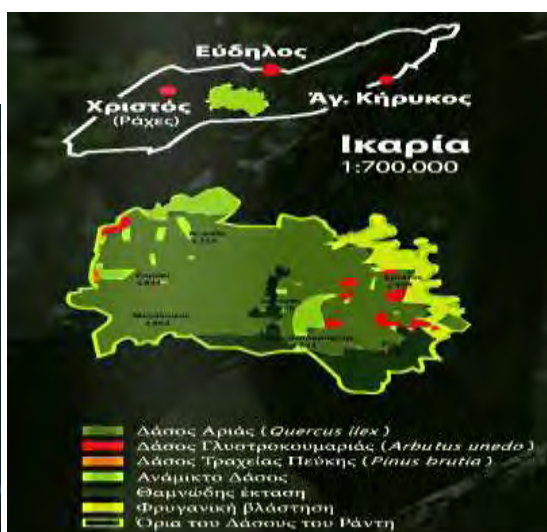 Εύδηλος
Χριστός
(Ράχες)
Άγ. Κήρυκος
Ικαρία
1:700.000
Δάσος Αριάς (Quercus ilex)
Δάσος Γλυστροκουμαριάς (Arbutus unedo)
Δάσος Τραχείας Πεύκης (Pinus brutia)
Ανάμικτο Δάσος
Θαμνώδης έκταση
Φρυγανική βλάστηση
Όρια του Δάσους του Ράντη